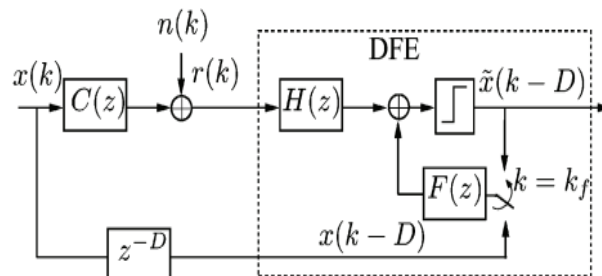 n(k)
DFE
x(k)
r(k)
x̃(k − D)
C(z)
H(z)
F(z)
k = k_f
z^{−D}
x(k − D)